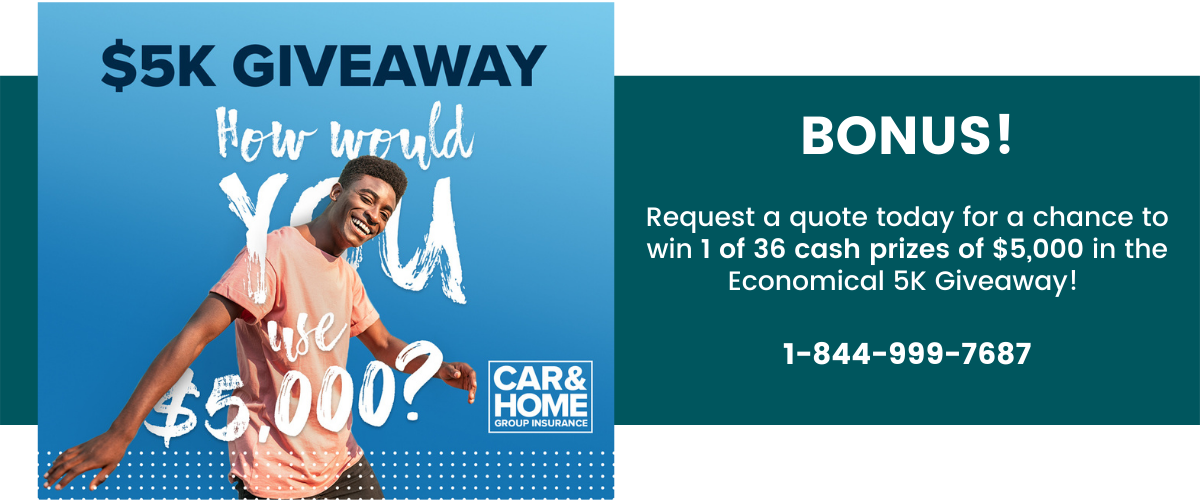 $5K GIVEAWAY
How would
YOU
use
$5,000?
CAR&
HOME
GROUP INSURANCE
BONUS!
Request a quote today for a chance to
win 1 of 36 cash prizes of $5,000 in the
Economical 5K Giveaway!
1-844-999-7687